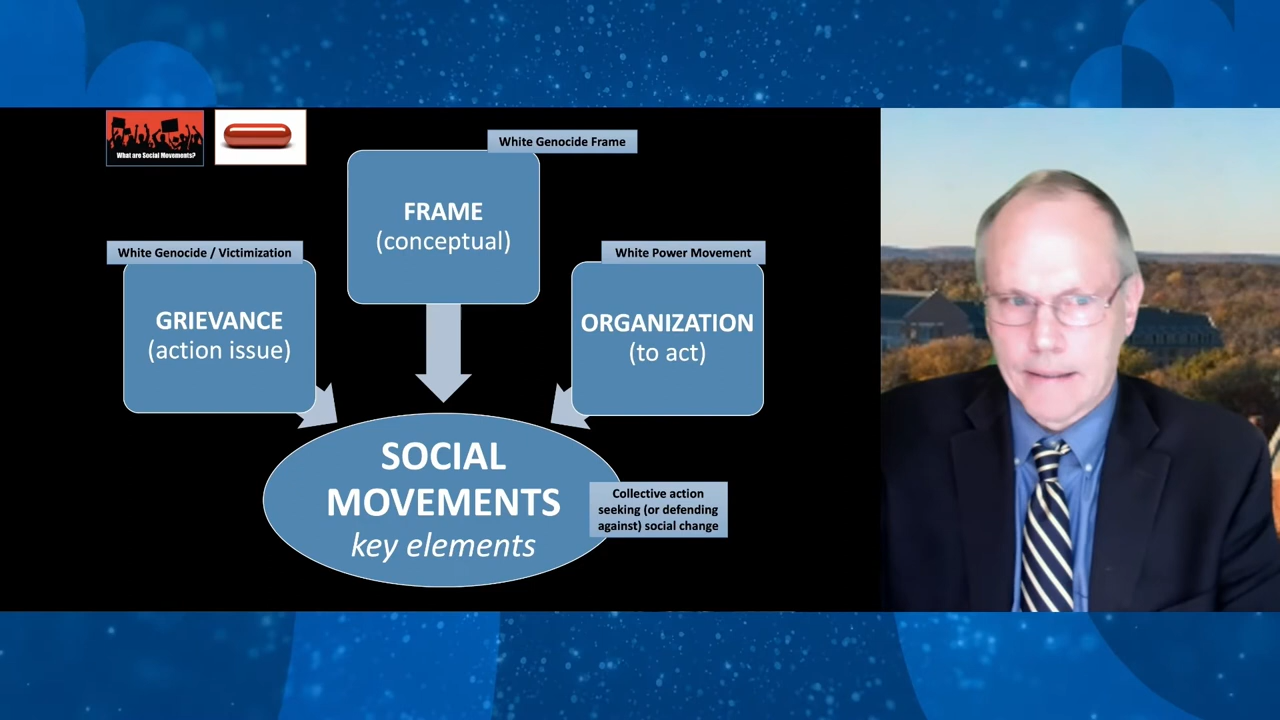 What are Social Movements?
White Genocide Frame
FRAME
(conceptual)
White Genocide / Victimization
GRIEVANCE
(action issue)
White Power Movement
ORGANIZATION
(to act)
SOCIAL
MOVEMENTS
key elements
Collective action
seeking (or defending
against) social change